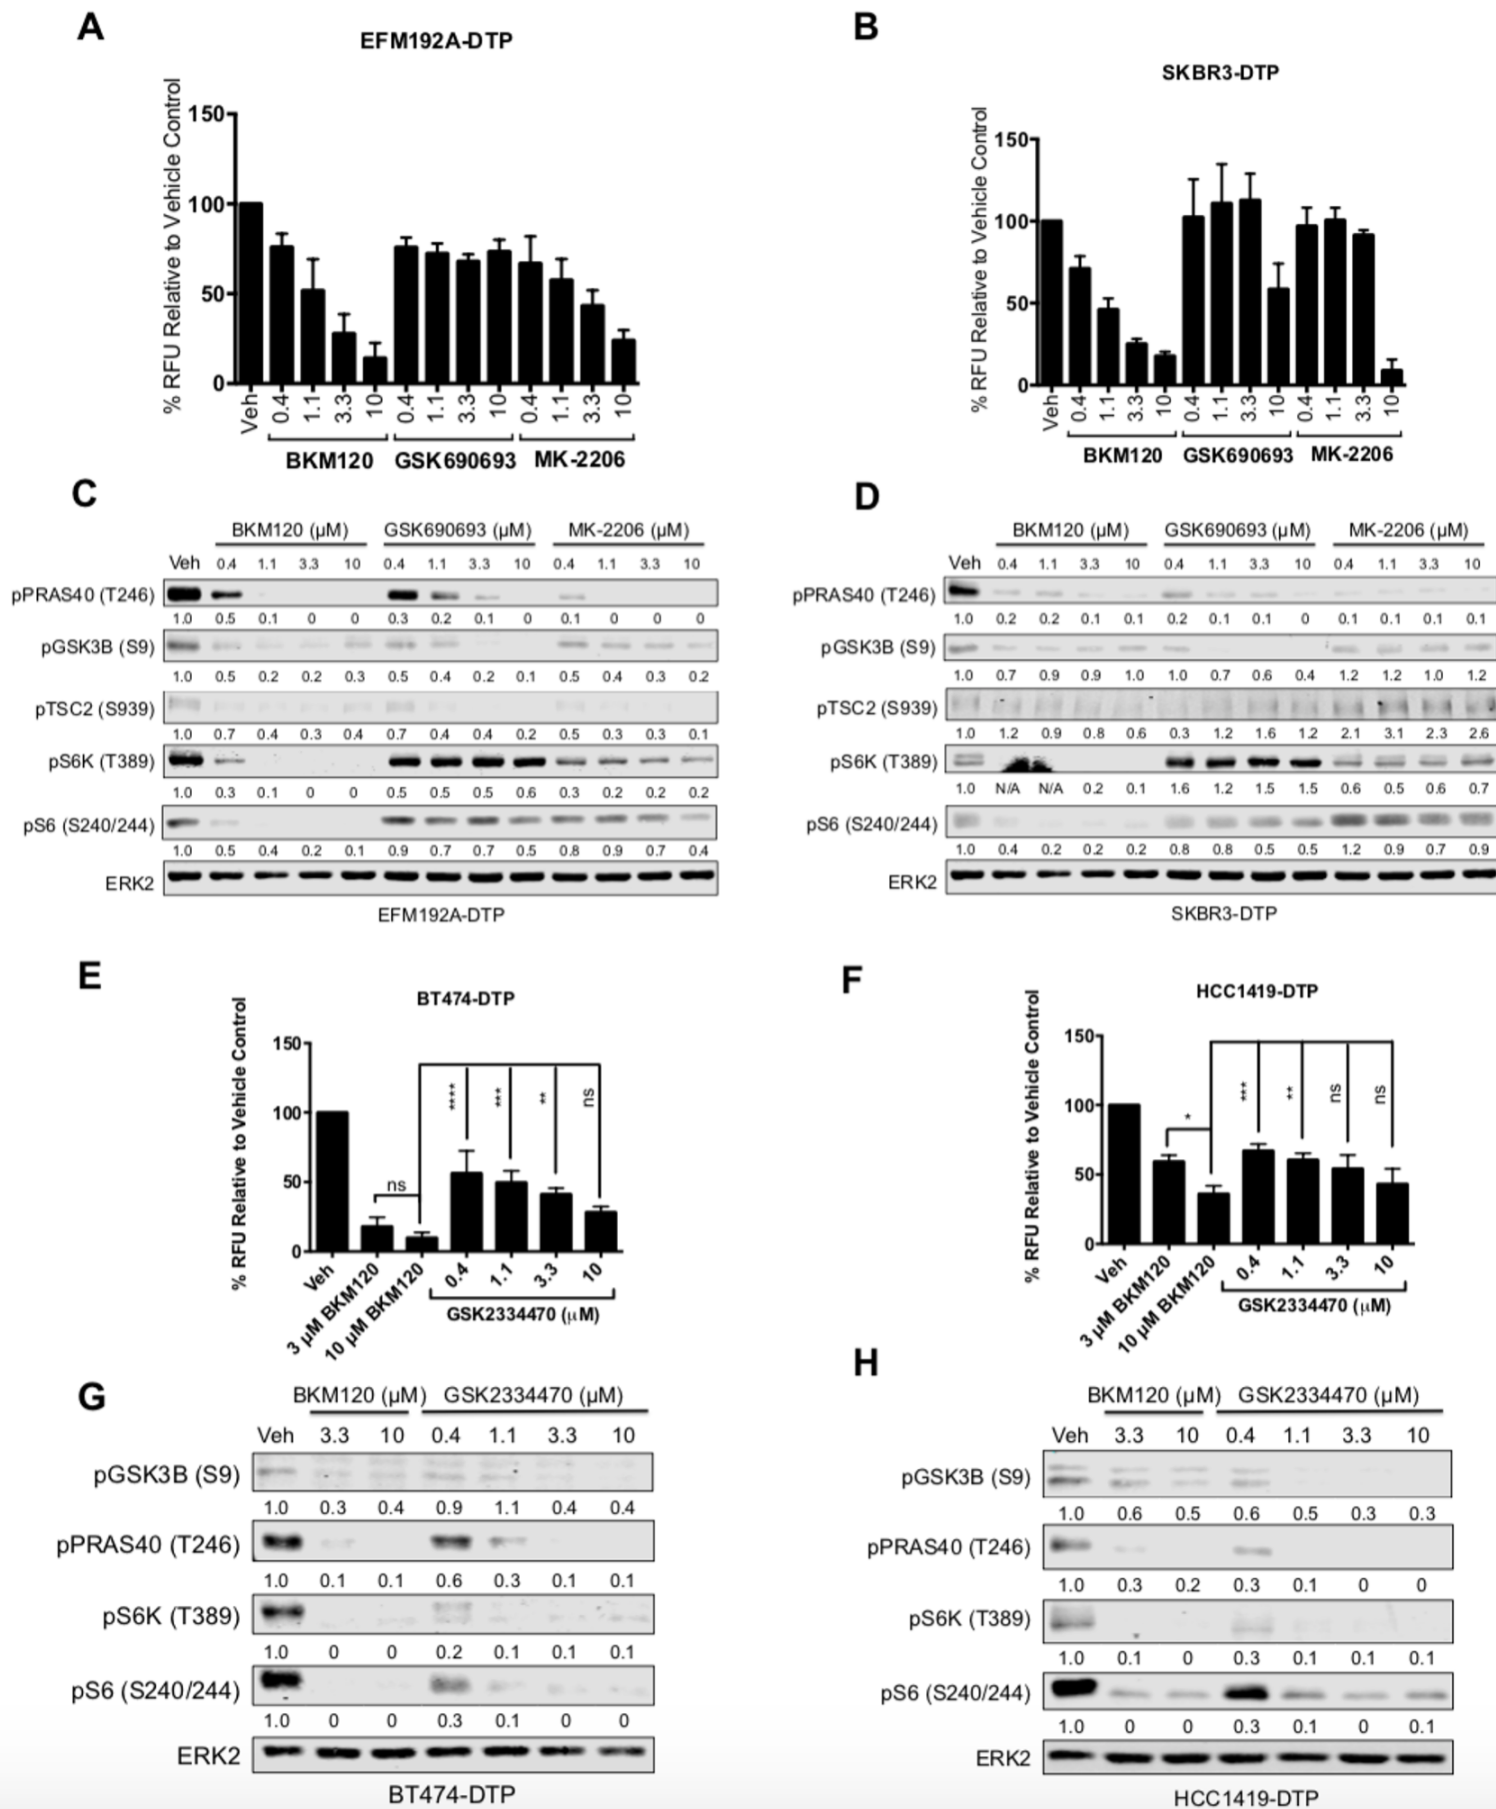 A
EFM192A-DTP
% RFU Relative to Vehicle Control
150
100
50
0
Veh 0.4 1.1 3.3 10 0.4 1.1 3.3 10 0.4 1.1 3.3 10
BKM120 GSK690693 MK-2206
B
SKBR3-DTP
% RFU Relative to Vehicle Control
150
100
50
0
Veh 0.4 1.1 3.3 10 0.4 1.1 3.3 10 0.4 1.1 3.3 10
BKM120 GSK690693 MK-2206
C
BKM120 (µM) GSK690693 (µM) MK-2206 (µM)
Veh 0.4 1.1 3.3 10 0.4 1.1 3.3 10 0.4 1.1 3.3 10
pPRAS40 (T246)
1.0 0.5 0.1 0 0 0.3 0.2 0.1 0 0.1 0 0 0
pGSK3B (S9)
1.0 0.5 0.2 0.2 0.3 0.5 0.4 0.2 0.1 0.5 0.4 0.3 0.2
pTSC2 (S939)
1.0 0.7 0.4 0.3 0.4 0.7 0.4 0.4 0.2 0.5 0.3 0.3 0.1
pS6K (T389)
1.0 0.3 0.1 0 0 0.5 0.5 0.5 0.6 0.3 0.2 0.2 0.2
pS6 (S240/244)
1.0 0.5 0.4 0.2 0.1 0.9 0.7 0.7 0.5 0.8 0.9 0.7 0.4
ERK2
EFM192A-DTP
D
BKM120 (µM) GSK690693 (µM) MK-2206 (µM)
Veh 0.4 1.1 3.3 10 0.4 1.1 3.3 10 0.4 1.1 3.3 10
pPRAS40 (T246)
1.0 0.2 0.2 0.1 0.1 0.2 0.1 0.1 0 0.1 0.1 0.1 0.1
pGSK3B (S9)
1.0 0.7 0.9 0.9 1.0 1.0 0.7 0.6 0.4 1.2 1.2 1.0 1.2
pTSC2 (S939)
1.0 1.2 0.9 0.8 0.6 0.3 1.2 1.6 1.2 2.1 3.1 2.3 2.6
pS6K (T389)
1.0 N/A N/A 0.2 0.1 1.6 1.2 1.5 1.5 0.6 0.5 0.6 0.7
pS6 (S240/244)
1.0 0.4 0.2 0.2 0.2 0.8 0.8 0.5 0.5 1.2 0.9 0.7 0.9
ERK2
SKBR3-DTP
E
BT474-DTP
% RFU Relative to Vehicle Control
150
100
50
0
ns **** *** ** ns
Veh 3 µM BKM120 10 µM BKM120 0.4 1.1 3.3 10
GSK2334470 (µM)
F
HCC1419-DTP
% RFU Relative to Vehicle Control
150
100
50
0
* *** ** ns ns
Veh 3 µM BKM120 10 µM BKM120 0.4 1.1 3.3 10
GSK2334470 (µM)
G
BKM120 (µM) GSK2334470 (µM)
Veh 3.3 10 0.4 1.1 3.3 10
pGSK3B (S9)
1.0 0.3 0.4 0.9 1.1 0.4 0.4
pPRAS40 (T246)
1.0 0.1 0.1 0.6 0.3 0.1 0.1
pS6K (T389)
1.0 0 0 0.2 0.1 0.1 0.1
pS6 (S240/244)
1.0 0 0 0.3 0.1 0 0
ERK2
BT474-DTP
H
BKM120 (µM) GSK2334470 (µM)
Veh 3.3 10 0.4 1.1 3.3 10
pGSK3B (S9)
1.0 0.6 0.5 0.6 0.5 0.3 0.3
pPRAS40 (T246)
1.0 0.3 0.2 0.3 0.1 0 0
pS6K (T389)
1.0 0.1 0 0.3 0.1 0.1 0.1
pS6 (S240/244)
1.0 0 0 0.3 0.1 0 0.1
ERK2
HCC1419-DTP